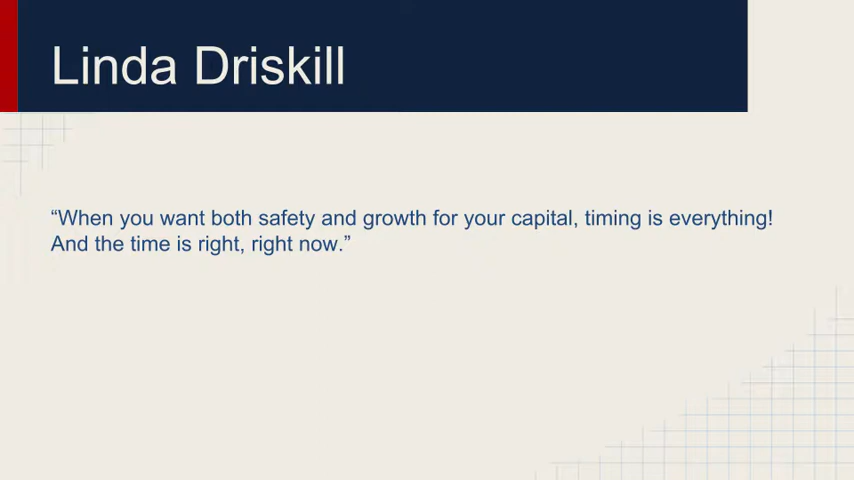 Linda Driskill
“When you want both safety and growth for your capital, timing is everything!
And the time is right, right now.”